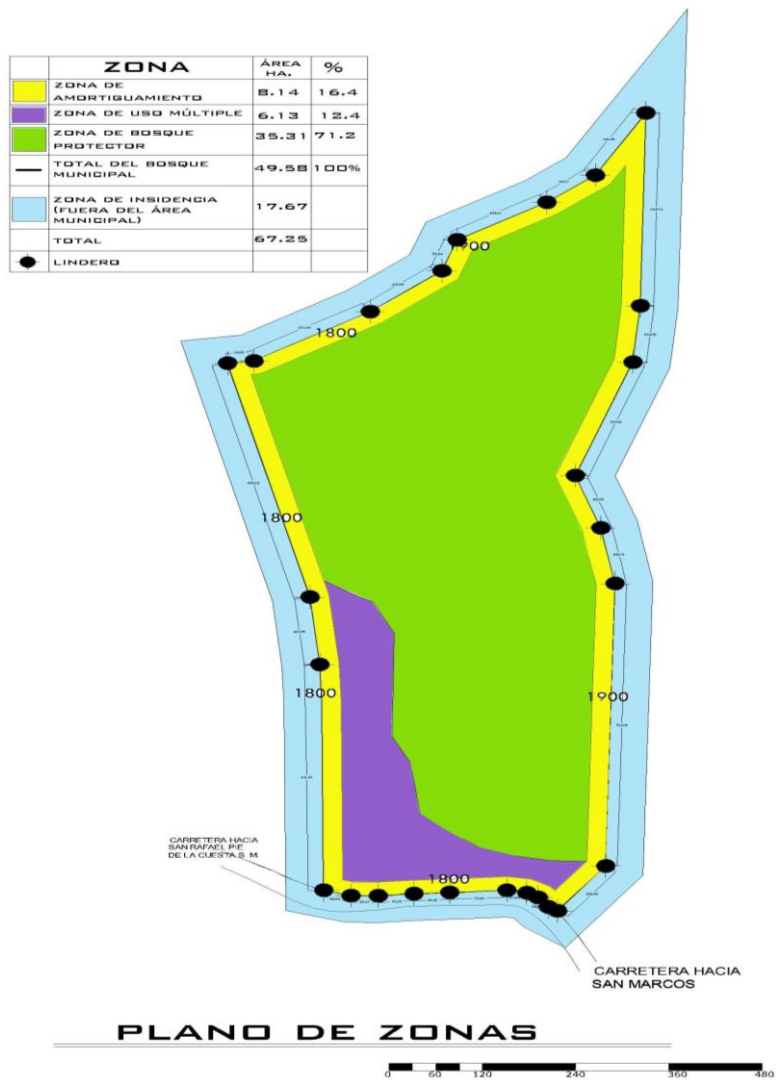 ZONA ÁREA HA. %
ZONA DE AMORTIGUAMIENTO 8.14 16.4
ZONA DE USO MÚLTIPLE 6.13 12.4
ZONA DE BOSQUE PROTECTOR 35.31 71.2
TOTAL DEL BOSQUE MUNICIPAL 49.58 100%
ZONA DE INSIDENCIA (FUERA DEL ÁREA MUNICIPAL) 17.67
TOTAL 67.25
LINDERO
1800
1800
1800
1900
1800
CARRETERA HACIA
SAN RAFAEL PIE
DE LA CUESTA S. M.
CARRETERA HACIA
SAN MARCOS
PLANO DE ZONAS
0 60 120 240 360 480